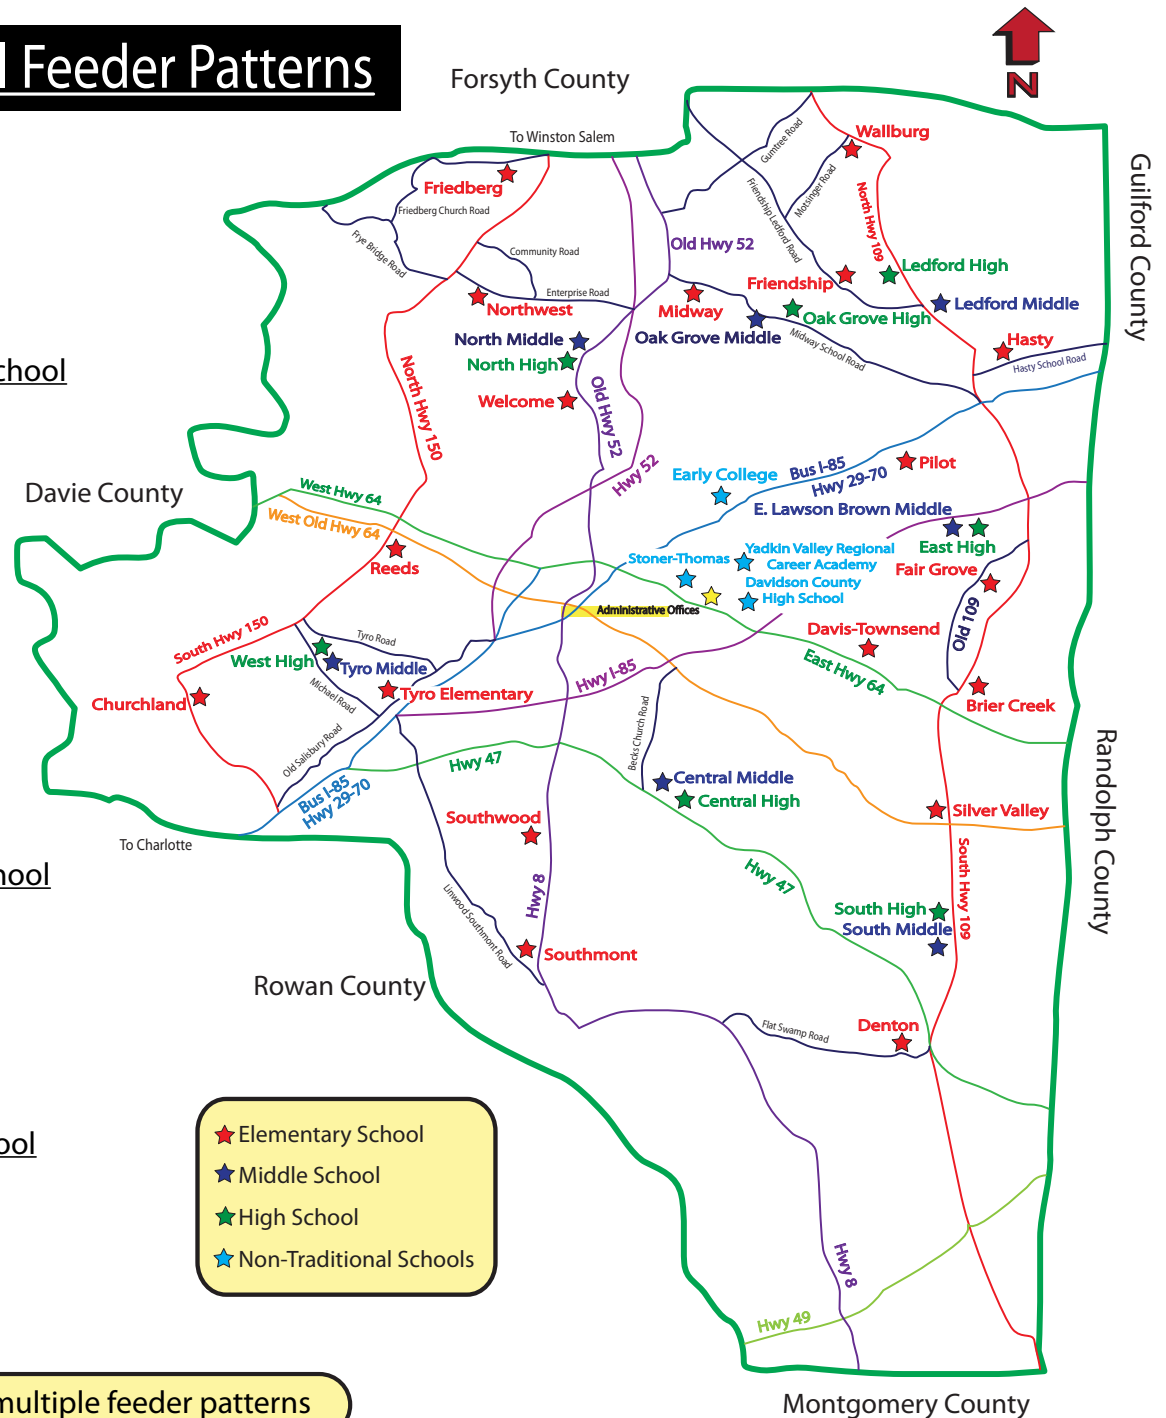 Feeder Patterns
Forsyth County
N
To Winston Salem
Wallburg
Gumtree Road
Motsinger Road
Friendship Ledford Road
North Hwy 109
Guilford County
Friedberg
Friedberg Church Road
Frye Bridge Road
Community Road
Enterprise Road
Old Hwy 52
Ledford High
Friendship
Ledford Middle
Northwest
Midway
Oak Grove High
North Middle
Oak Grove Middle
Midway School Road
Hasty
Hasty School Road
North High
North Hwy 150
Welcome
Old Hwy 52
Hwy 52
Pilot
Bus I-85
Hwy 29-70
Early College
Davie County
West Hwy 64
West Old Hwy 64
E. Lawson Brown Middle
East High
Reeds
Stoner-Thomas
Yadkin Valley Regional
Career Academy
Davidson County
High School
Fair Grove
Administrative Offices
Old 109
South Hwy 150
Tyro Road
West High
Tyro Middle
Davis-Townsend
East Hwy 64
Michael Road
Tyro Elementary
Hwy I-85
Churchland
Brier Creek
Old Salisbury Road
Becks Church Road
Randolph County
Hwy 47
Bus I-85
Hwy 29-70
Central Middle
Central High
Southwood
Silver Valley
To Charlotte
Hwy 47
South Hwy 109
Hwy 8
Linwood Southmont Road
South High
South Middle
Southmont
Rowan County
Denton
Flat Swamp Road
Elementary School
Middle School
High School
Non-Traditional Schools
Hwy 8
Hwy 49
multiple feeder patterns
Montgomery County
chool
hool
ool